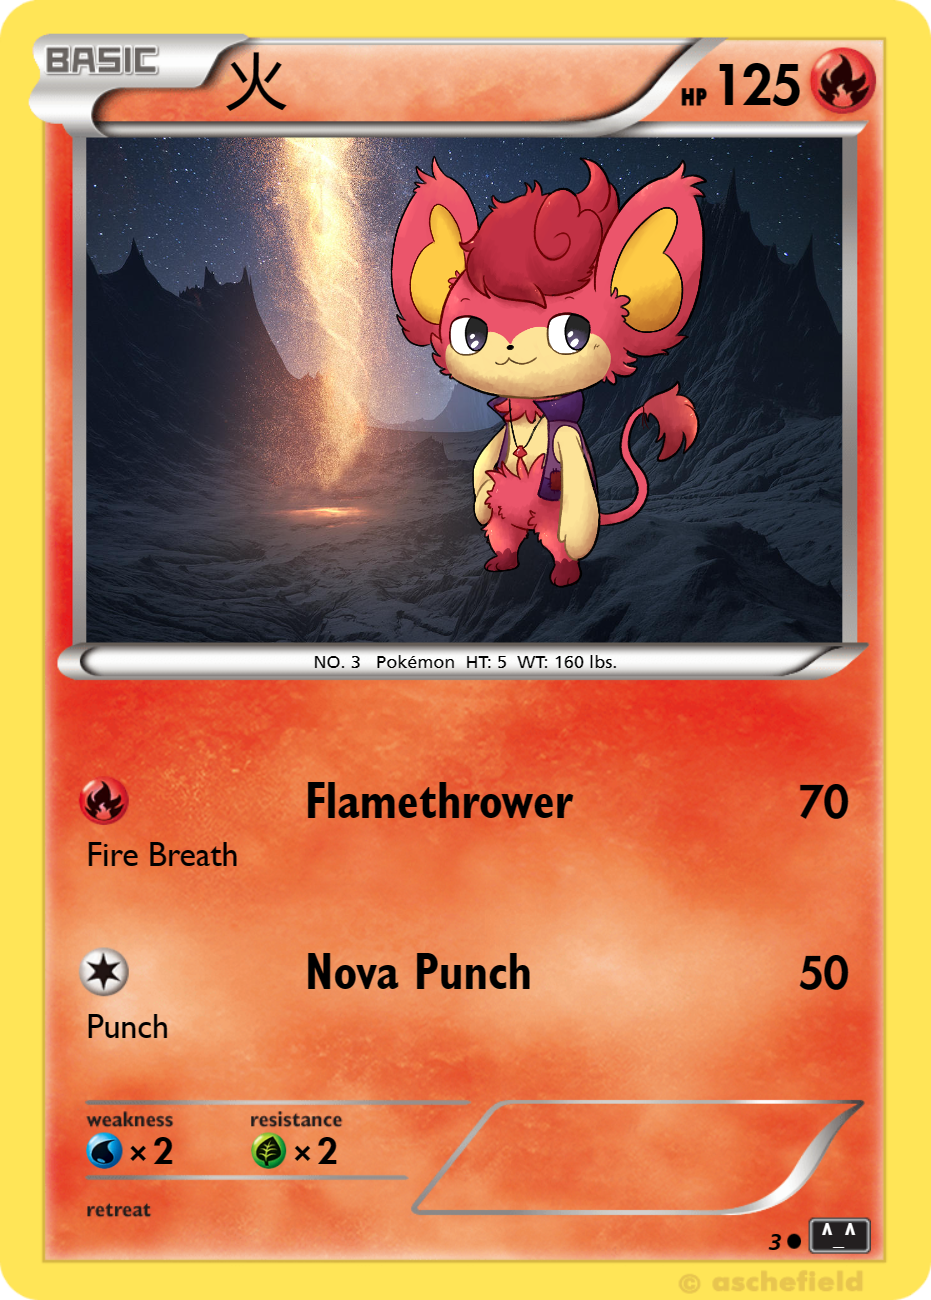 BASIC 火 HP 125
NO. 3 Pokémon HT: 5 WT: 160 lbs.
Flamethrower 70
Fire Breath
Nova Punch 50
Punch
weakness resistance
×2 ×2
retreat
3 ● ^_^
© aschefield